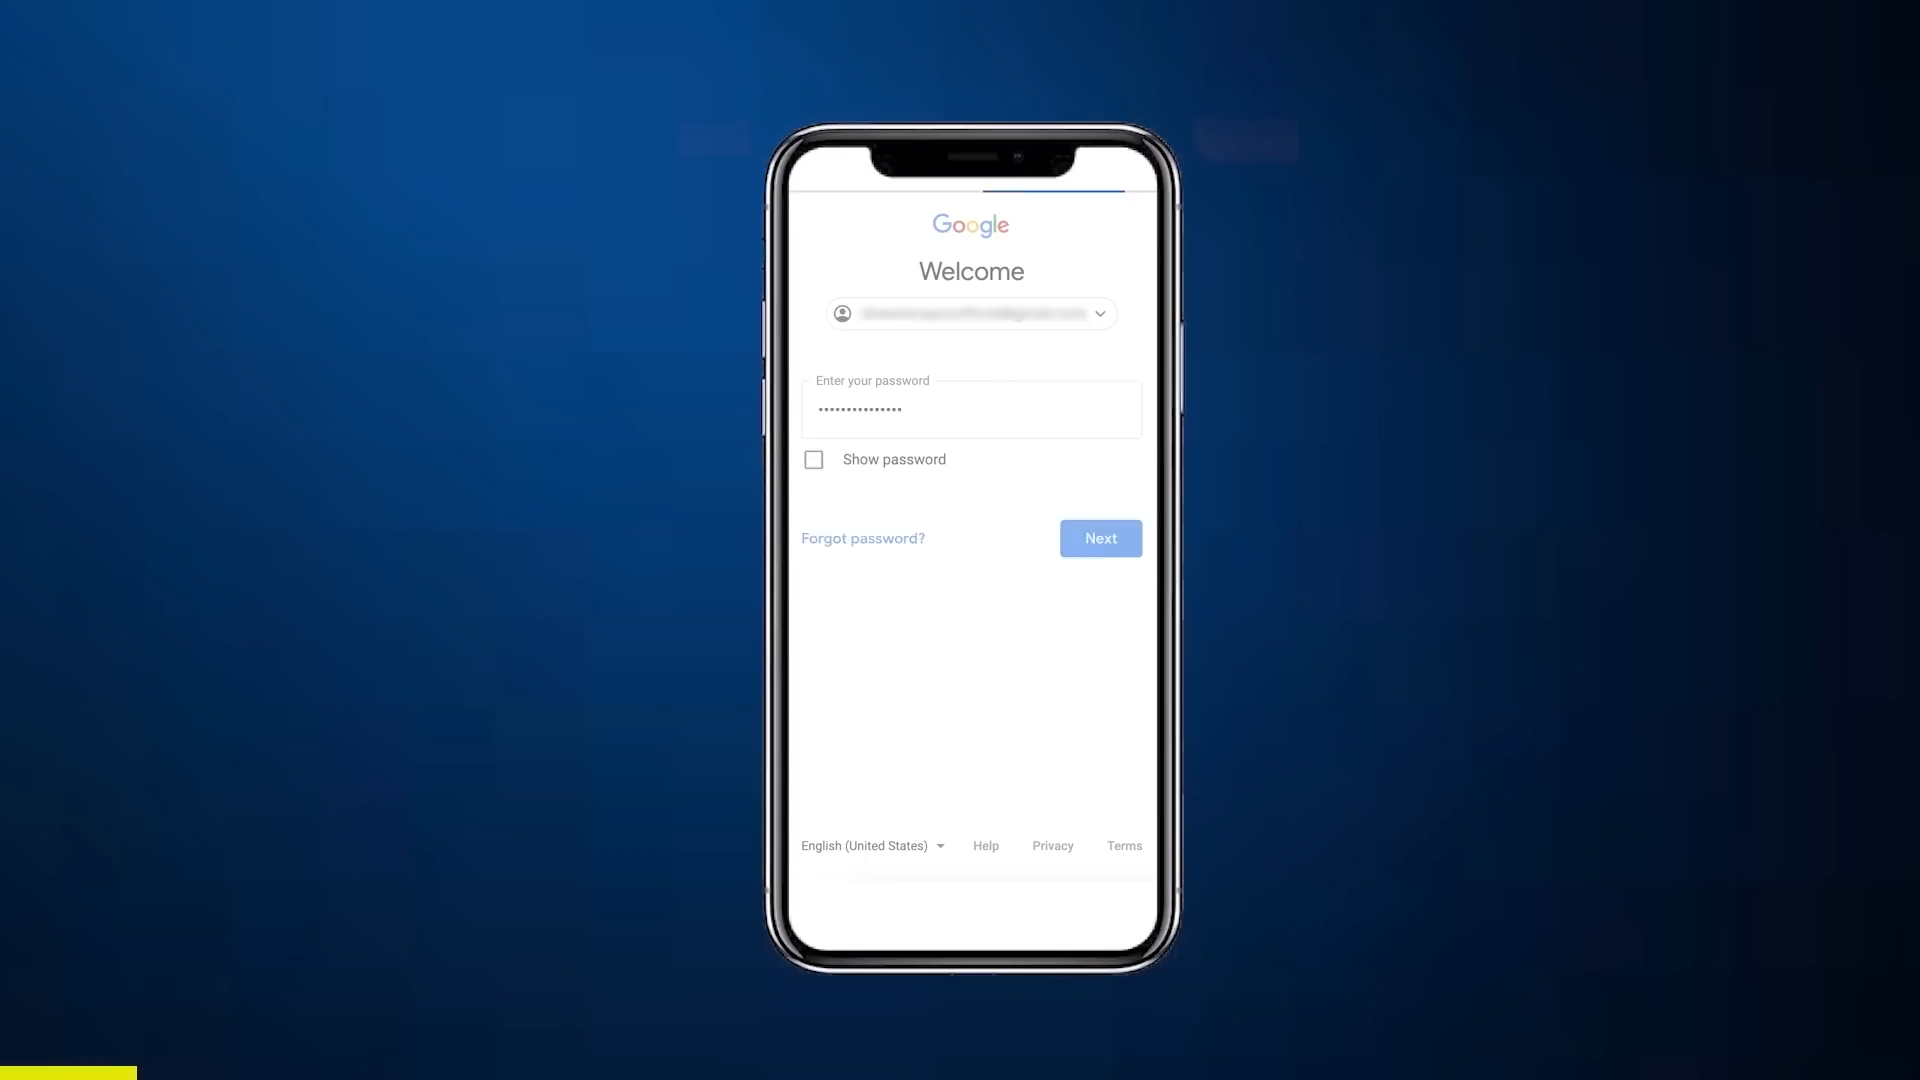 Google
Welcome
Enter your password
•••••••••••••••
Show password
Forgot password?
Next
English (United States)
Help
Privacy
Terms